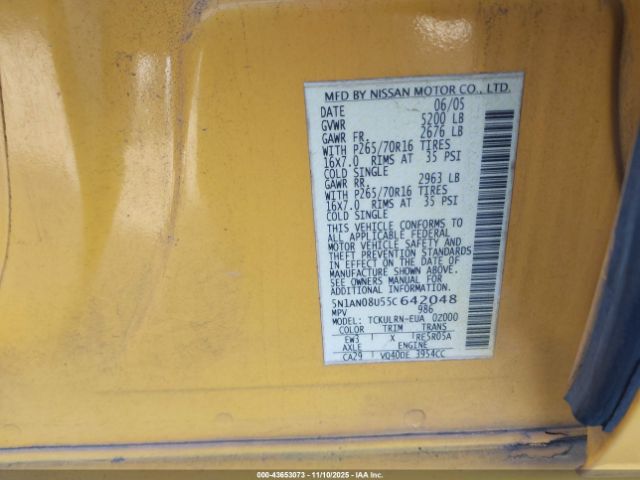 MFD BY NISSAN MOTOR CO., LTD.
DATE 06/05
GVWR 5200 LB
GAWR FR. 2676 LB
WITH P265/70R16 TIRES
16X7.0 RIMS AT 35 PSI
COLD SINGLE
GAWR RR. 2963 LB
WITH P265/70R16 TIRES
16X7.0 RIMS AT 35 PSI
COLD SINGLE
THIS VEHICLE CONFORMS TO
ALL APPLICABLE FEDERAL
MOTOR VEHICLE SAFETY AND
THEFT PREVENTION STANDARDS
IN EFFECT ON THE DATE OF
MANUFACTURE SHOWN ABOVE.
SEE OWNERS MANUAL FOR
ADDITIONAL INFORMATION
5N1AN08U55C642048
MPV 986
MODEL: TCKULRN-EUA 0Z000
COLOR TRIM TRANS
EW3 X RE5R05A
AXLE ENGINE
CA29 VQ40DE 3954CC
000-43653073 - 11/10/2025 - IAA Inc.